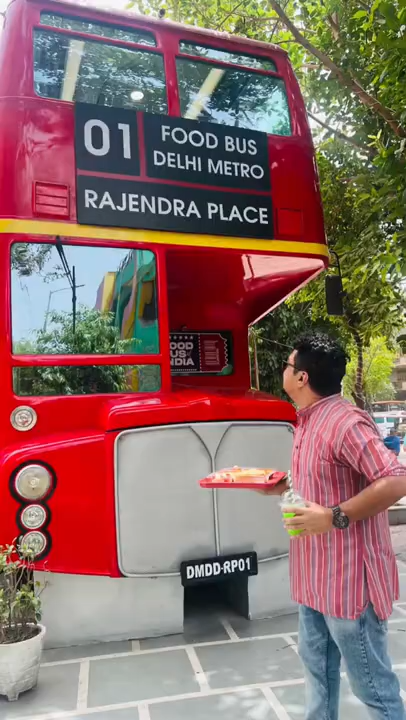 01
FOOD BUS
DELHI METRO
RAJENDRA PLACE
FOOD
BUS
INDIA
DMDD-RP01